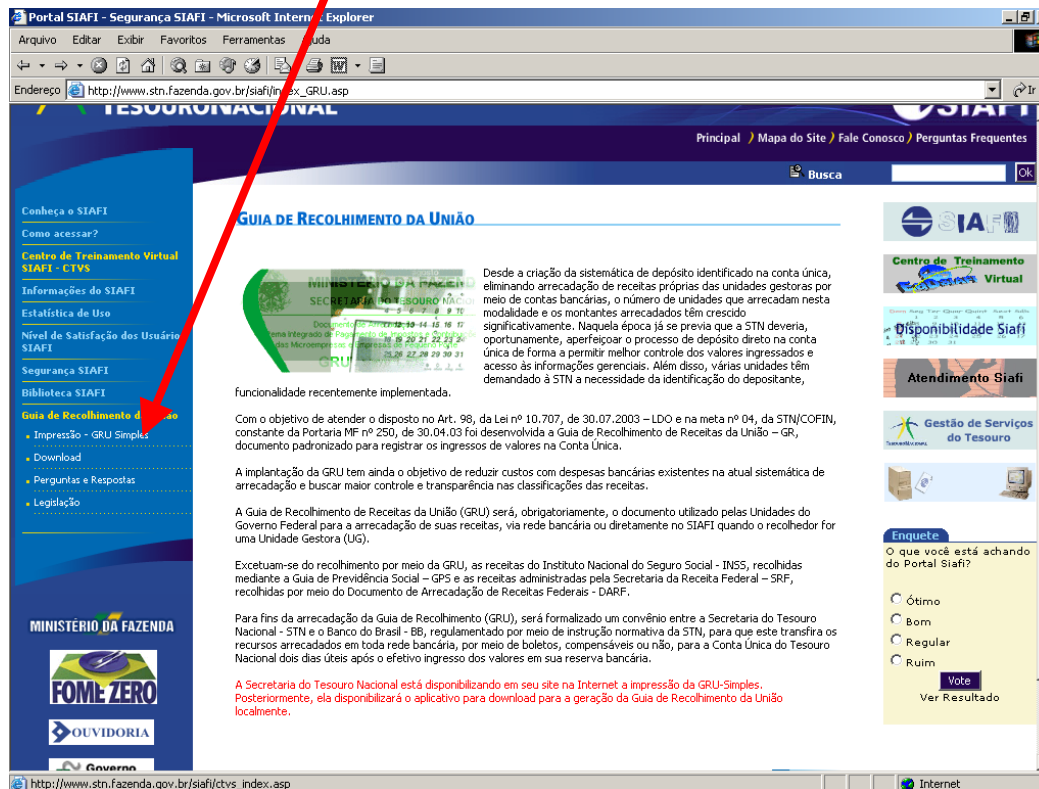 Portal SIAFI - Segurança SIAFI - Microsoft Internet Explorer
Arquivo Editar Exibir Favoritos Ferramentas Ajuda
Endereço http://www.stn.fazenda.gov.br/siafi/index_GRU.asp Ir
TESOURONACIONAL
SIAFI
Principal ) Mapa do Site ) Fale Conosco ) Perguntas Frequentes
Busca Ok
Conheça o SIAFI
Como acessar?
Centro de Treinamento Virtual
SIAFI - CTVS
Informações do SIAFI
Estatística de Uso
Nível de Satisfação dos Usuário
SIAFI
Segurança SIAFI
Biblioteca SIAFI
Guia de Recolhimento da União
Impressão - GRU Simples
Download
Perguntas e Respostas
Legislação
MINISTÉRIO DA FAZENDA
FOME ZERO
OUVIDORIA
Governo
GUIA DE RECOLHIMENTO DA UNIÃO
MINISTÉRIO DA FAZEND
SECRETARIA DO TESOURO NACIO
GRU
Desde a criação da sistemática de depósito identificado na conta única,
eliminando arrecadação de receitas próprias das unidades gestoras por
meio de contas bancárias, o número de unidades que arrecadam nesta
modalidade e os montantes arrecadados têm crescido
significativamente. Naquela época já se previa que a STN deveria,
oportunamente, aperfeiçoar o processo de depósito direto na conta
única de forma a permitir melhor controle dos valores ingressados e
acesso às informações gerenciais. Além disso, várias unidades têm
demandado à STN a necessidade da identificação do depositante,
funcionalidade recentemente implementada.
Com o objetivo de atender o disposto no Art. 98, da Lei nº 10.707, de 30.07.2003 – LDO e na meta nº 04, da STN/COFIN,
constante da Portaria MF nº 250, de 30.04.03 foi desenvolvida a Guia de Recolhimento de Receitas da União – GR,
documento padronizado para registrar os ingressos de valores na Conta Única.
A implantação da GRU tem ainda o objetivo de reduzir custos com despesas bancárias existentes na atual sistemática de
arrecadação e buscar maior controle e transparência nas classificações das receitas.
A Guia de Recolhimento de Receitas da União (GRU) será, obrigatoriamente, o documento utilizado pelas Unidades do
Governo Federal para a arrecadação de suas receitas, via rede bancária ou diretamente no SIAFI quando o recolhedor for
uma Unidade Gestora (UG).
Excetuam-se do recolhimento por meio da GRU, as receitas do Instituto Nacional do Seguro Social - INSS, recolhidas
mediante a Guia de Previdência Social – GPS e as receitas administradas pela Secretaria da Receita Federal – SRF,
recolhidas por meio do Documento de Arrecadação de Receitas Federais - DARF.
Para fins da arrecadação da Guia de Recolhimento (GRU), será formalizado um convênio entre a Secretaria do Tesouro
Nacional - STN e o Banco do Brasil - BB, regulamentado por meio de instrução normativa da STN, para que este transfira os
recursos arrecadados em toda rede bancária, por meio de boletos, compensáveis ou não, para a Conta Única do Tesouro
Nacional dois dias úteis após o efetivo ingresso dos valores em sua reserva bancária.
A Secretaria do Tesouro Nacional está disponibilizando em seu site na Internet a impressão da GRU-Simples.
Posteriormente, ela disponibilizará o aplicativo para download para a geração da Guia de Recolhimento da União
localmente.
SIAFI
Centro de Treinamento
Virtual
Disponibilidade Siafi
Atendimento Siafi
Gestão de Serviços
do Tesouro
Enquete
O que você está achando
do Portal Siafi?
Ótimo
Bom
Regular
Ruim
Vote
Ver Resultado
http://www.stn.fazenda.gov.br/siafi/ctvs_index.asp Internet